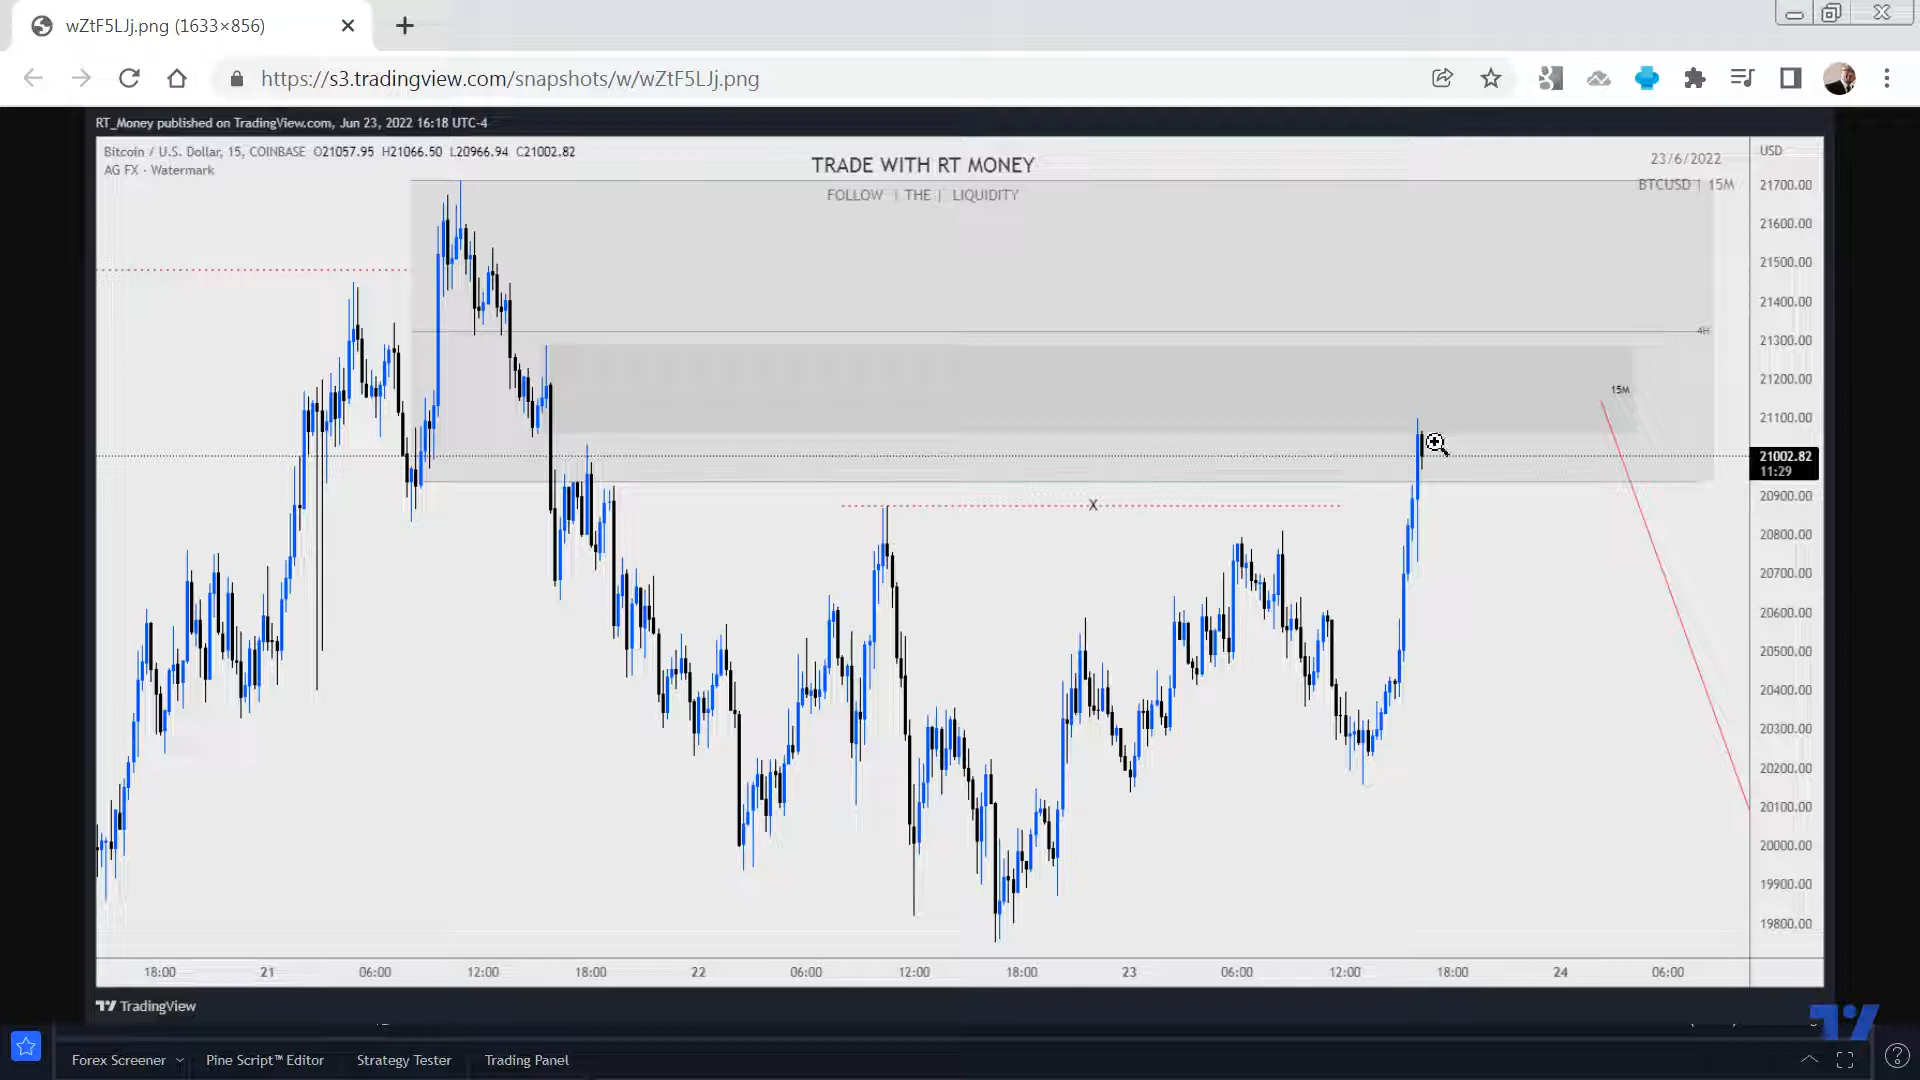 wZtF5LJj.png (1633×856)
https://s3.tradingview.com/snapshots/w/wZtF5LJj.png
RT_Money published on TradingView.com, Jun 23, 2022 16:18 UTC-4
Bitcoin / U.S. Dollar, 15, COINBASE O21057.95 H21066.50 L20966.94 C21002.82
AG FX - Watermark
TRADE WITH RT MONEY
FOLLOW | THE | LIQUIDITY
23/6/2022
BTCUSD | 15M
USD
21700.00
21600.00
21500.00
21400.00
4H
21300.00
21200.00
15M
21100.00
21002.82
11:29
20900.00
X
20800.00
20700.00
20600.00
20500.00
20400.00
20300.00
20200.00
20100.00
20000.00
19900.00
19800.00
18:00 21 06:00 12:00 18:00 22 06:00 12:00 18:00 23 06:00 12:00 18:00 24 06:00
TradingView
Forex Screener Pine Script™ Editor Strategy Tester Trading Panel